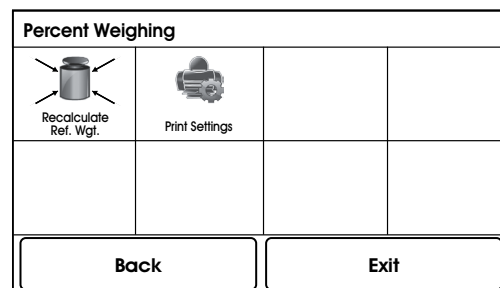 Percent Weighing
Recalculate
Ref. Wgt.
Print Settings
Back
Exit